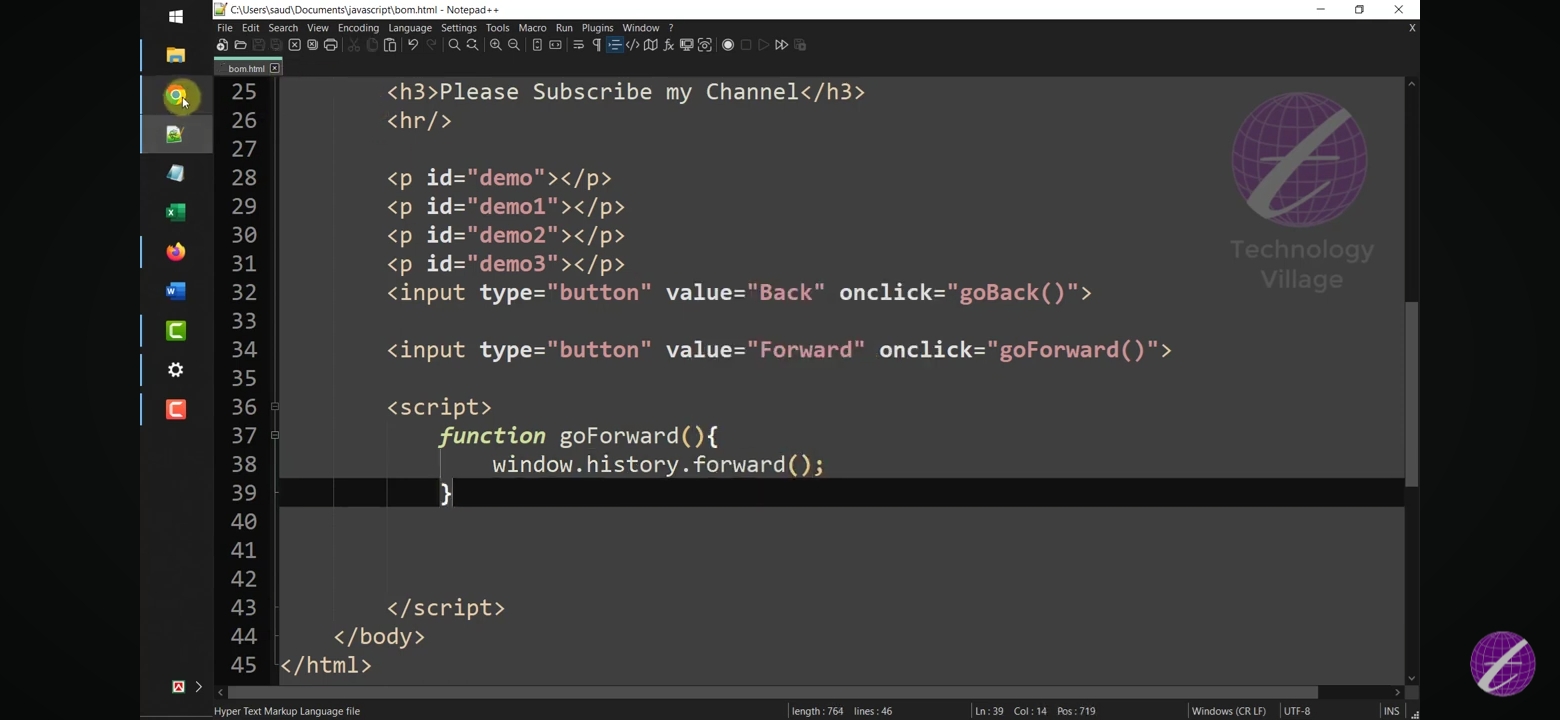 C:\Users\saud\Documents\javascript\bom.html - Notepad++
File Edit Search View Encoding Language Settings Tools Macro Run Plugins Window ? X
bom.html
25 <h3>Please Subscribe my Channel</h3>
26 <hr/>
27
28 <p id="demo"></p>
29 <p id="demo1"></p>
30 <p id="demo2"></p>
31 <p id="demo3"></p>
32 <input type="button" value="Back" onclick="goBack()">
33
34 <input type="button" value="Forward" onclick="goForward()">
35
36 <script>
37 function goForward(){
38 window.history.forward();
39 }
40
41
42
43 </script>
44 </body>
45 </html>
Technology
Village
Hyper Text Markup Language file length : 764 lines : 46 Ln : 39 Col : 14 Pos : 719 Windows (CR LF) UTF-8 INS